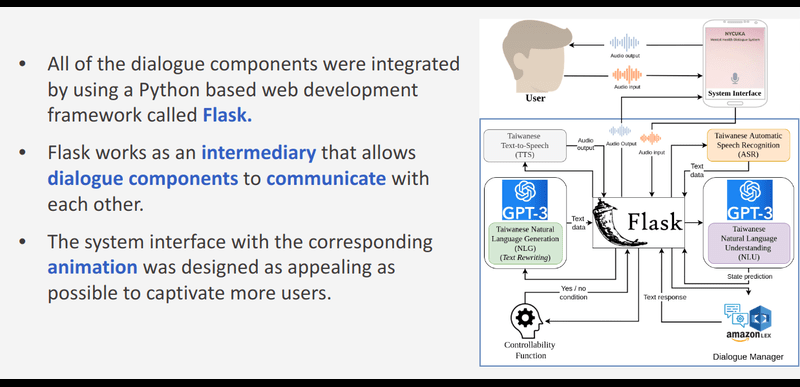 • All of the dialogue components were integrated
by using a Python based web development
framework called Flask.
• Flask works as an intermediary that allows
dialogue components to communicate with
each other.
• The system interface with the corresponding
animation was designed as appealing as
possible to captivate more users.
User
Audio output
Audio input
NYCUKA
Mental Health Dialogue System
System Interface
Taiwanese
Text-to-Speech
(TTS)
Audio
output
Audio Output
Audio input
Taiwanese Automatic
Speech Recognition
(ASR)
Text
data
GPT-3
Taiwanese Natural
Language Generation
(NLG)
(Text Rewriting)
Text
data
Flask
GPT-3
Taiwanese
Natural Language
Understanding
(NLU)
State prediction
Yes / no
condition
Text response
Controllability
Function
amazon LEX
Dialogue Manager